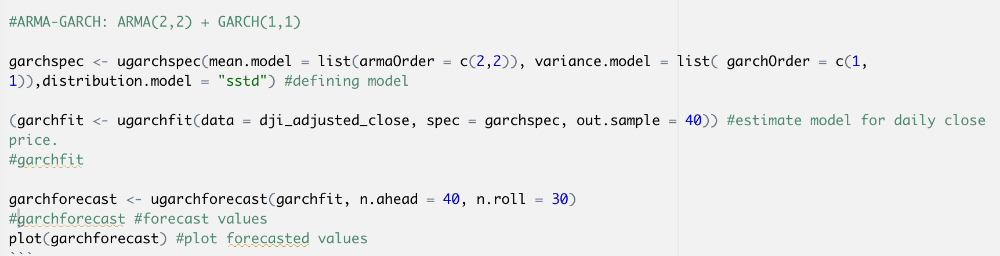 #ARMA-GARCH: ARMA(2,2) + GARCH(1,1)
garchspec <- ugarchspec(mean.model = list(armaOrder = c(2,2)), variance.model = list( garchOrder = c(1,
1)),distribution.model = "sstd") #defining model
(garchfit <- ugarchfit(data = dji_adjusted_close, spec = garchspec, out.sample = 40)) #estimate model for daily close
price.
#garchfit
garchforecast <- ugarchforecast(garchfit, n.ahead = 40, n.roll = 30)
#garchforecast #forecast values
plot(garchforecast) #plot forecasted values
```